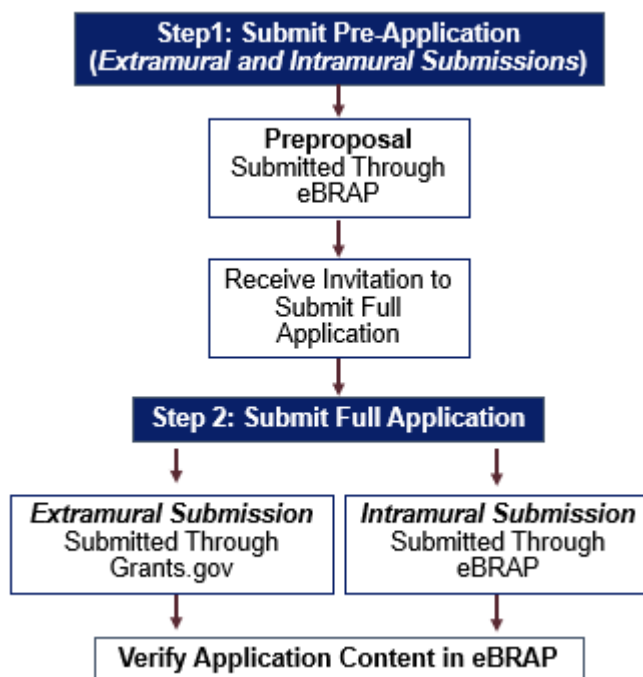 Step1: Submit Pre-Application
(Extramural and Intramural Submissions)
Preproposal
Submitted Through
eBRAP
Receive Invitation to
Submit Full
Application
Step 2: Submit Full Application
Extramural Submission
Submitted Through
Grants.gov
Intramural Submission
Submitted Through
eBRAP
Verify Application Content in eBRAP